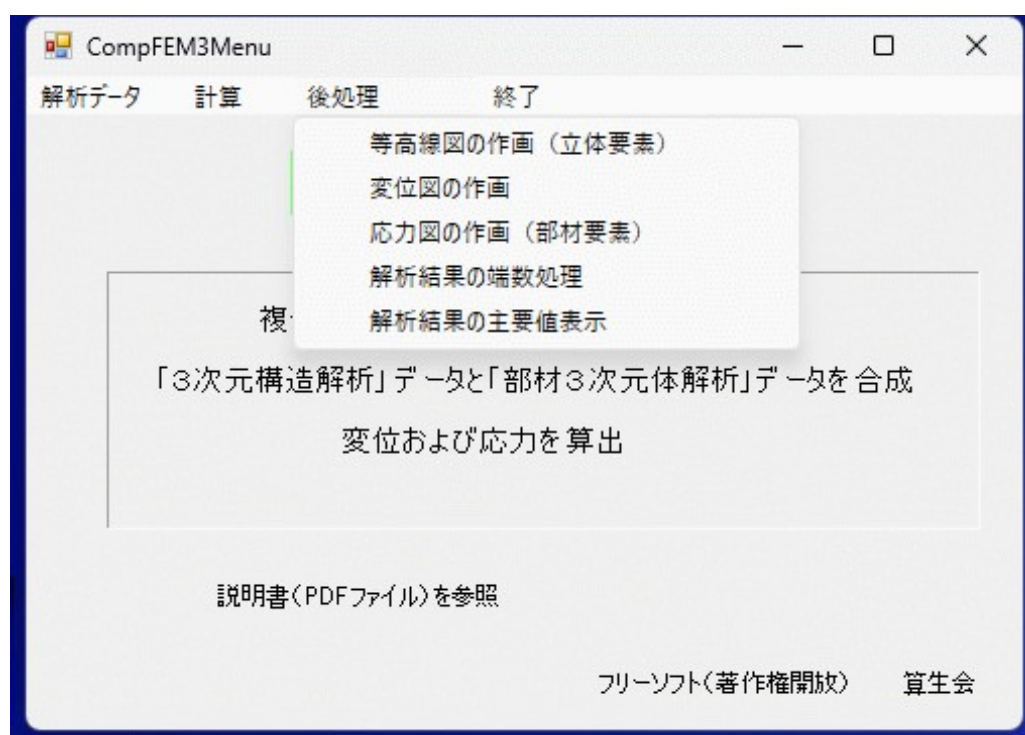 CompFEM3Menu
解析データ 計算 後処理 終了
等高線図の作画（立体要素）
変位図の作画
応力図の作画（部材要素）
解析結果の端数処理
解析結果の主要値表示
複
「３次元構造解析」データと「部材３次元体解析」データを合成
変位および応力を算出
説明書（PDFファイル）を参照
フリーソフト（著作権開放） 算生会